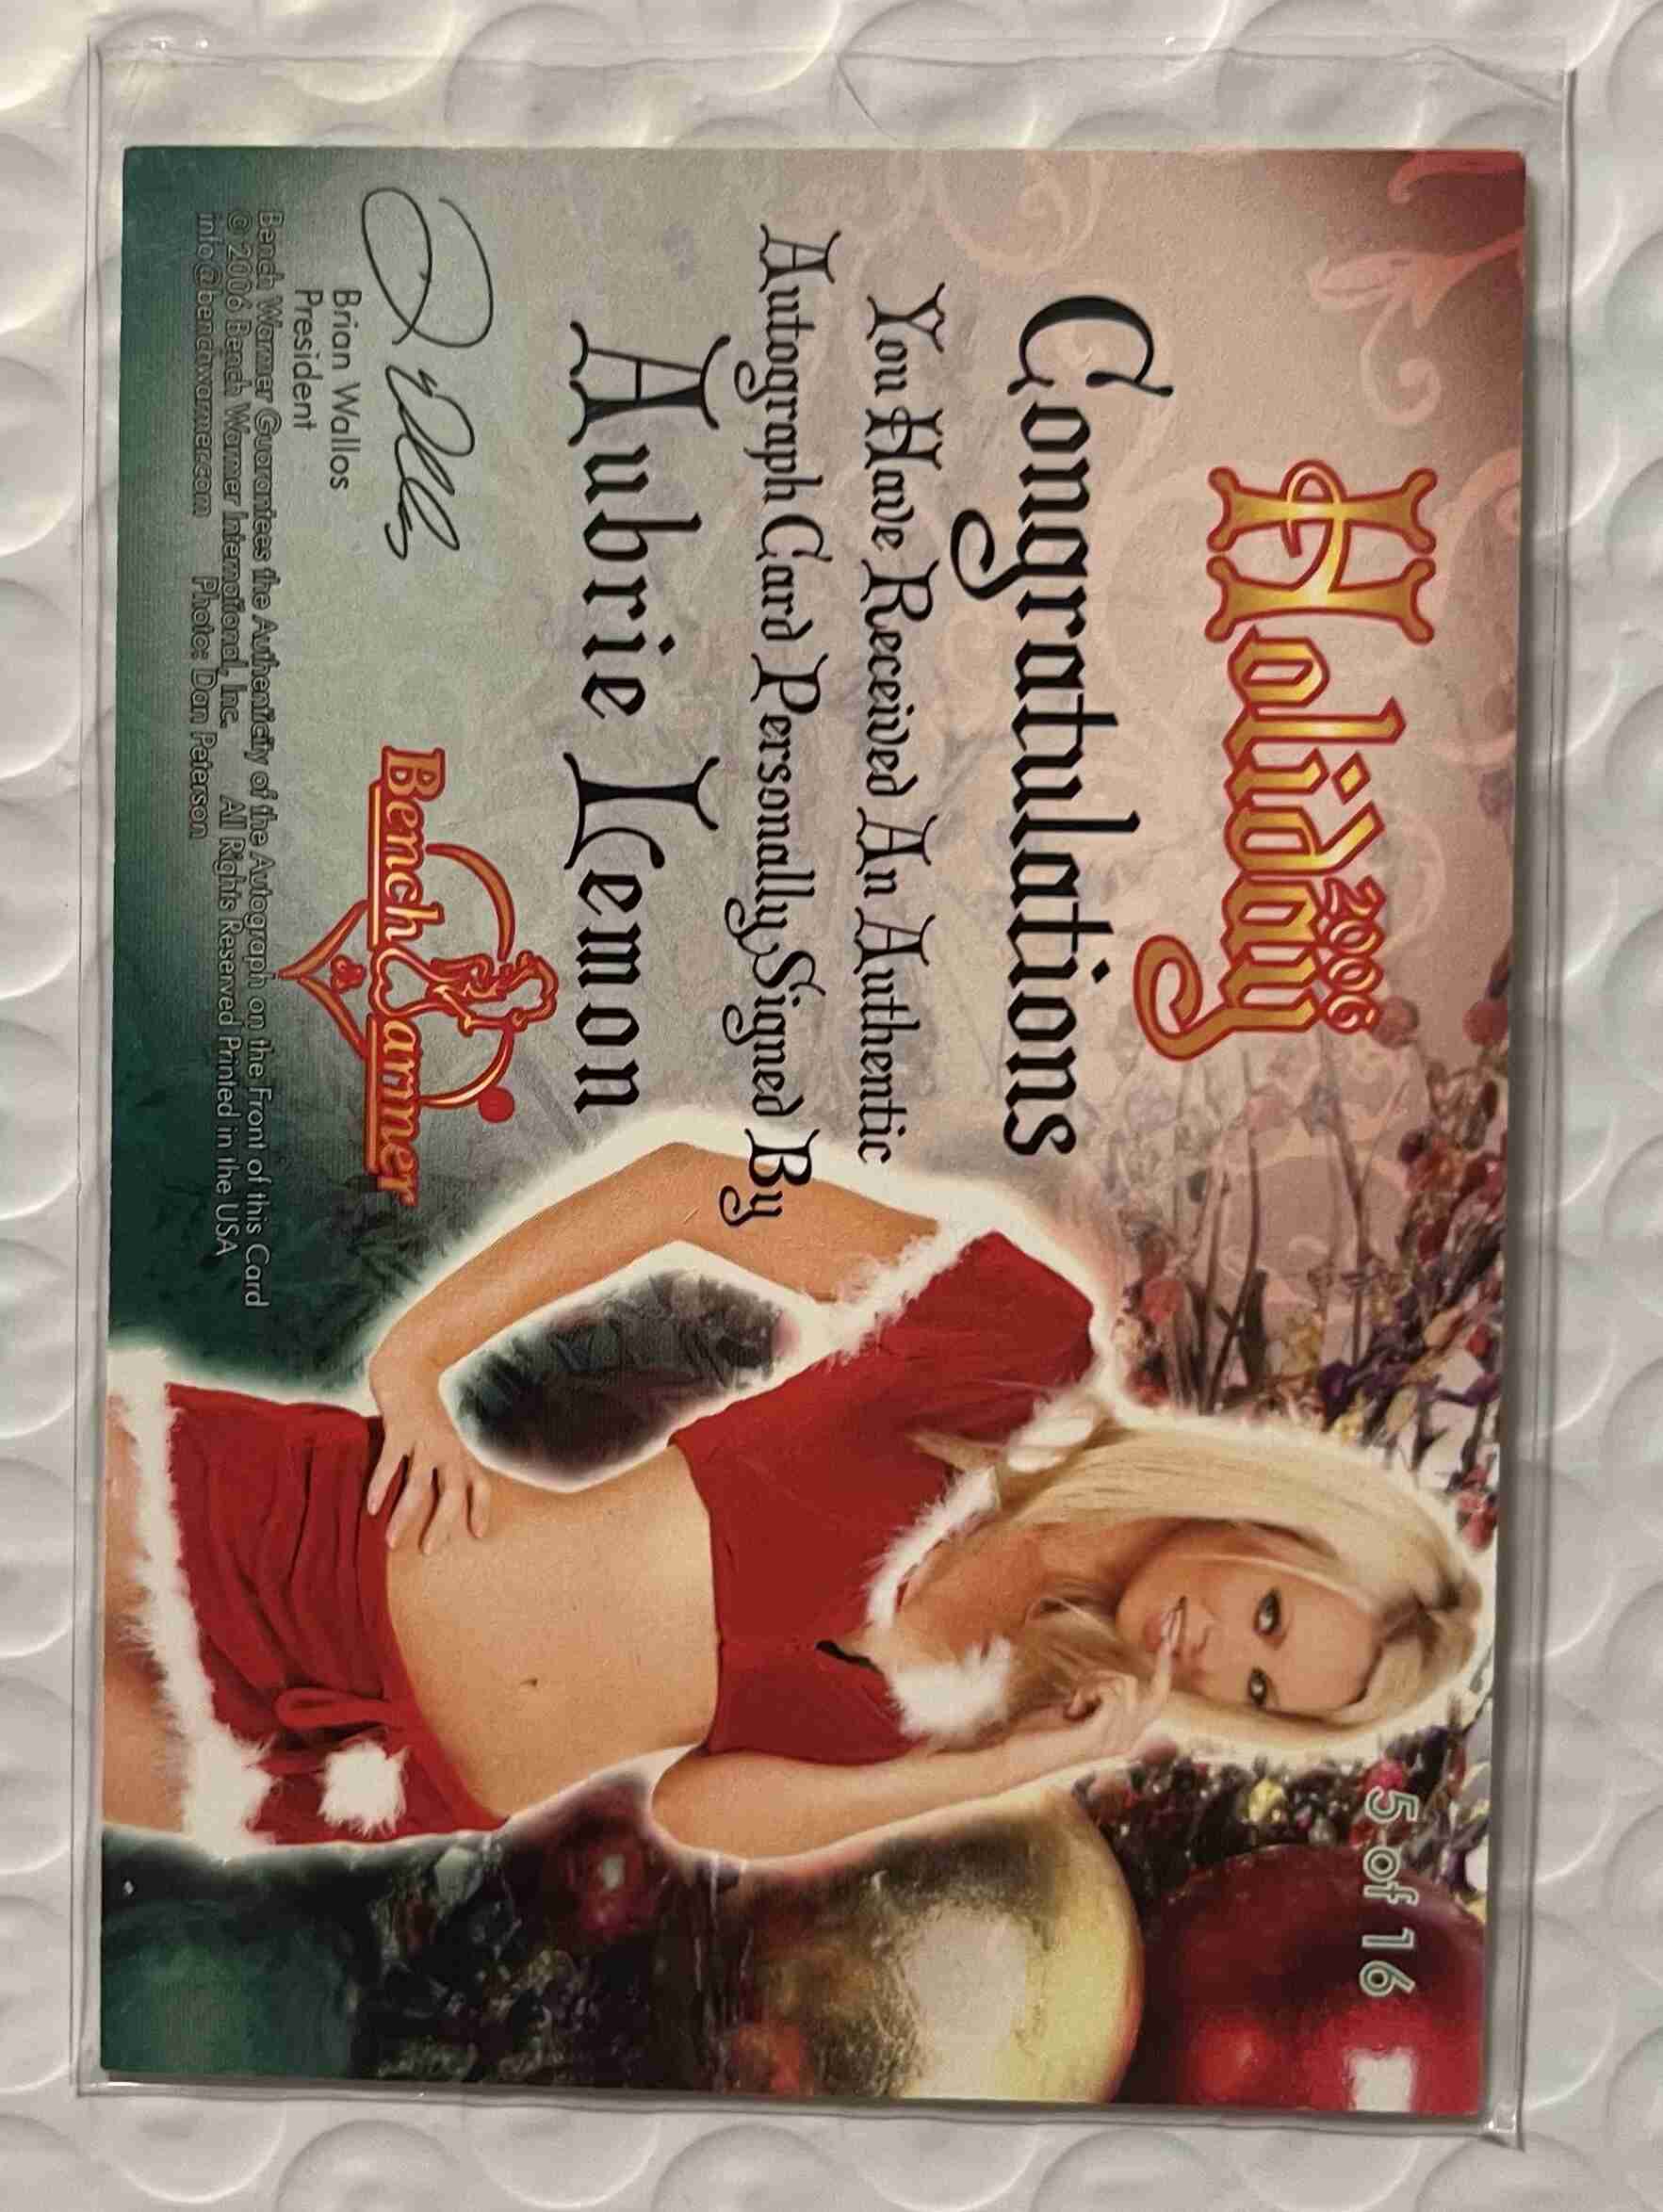 Holiday
2006
5 of 16
Congratulations
You Have Received An Authentic
Autograph Card Personally Signed By
Aubrie Lemon
Brian Wallos
President
BenchWarmer
Bench Warmer Guarantees the Authenticity of the Autograph on the Front of this Card
© 2006 Bench Warmer International, Inc. All Rights Reserved Printed in the USA
info@benchwarmer.com Photo: Dan Peterson